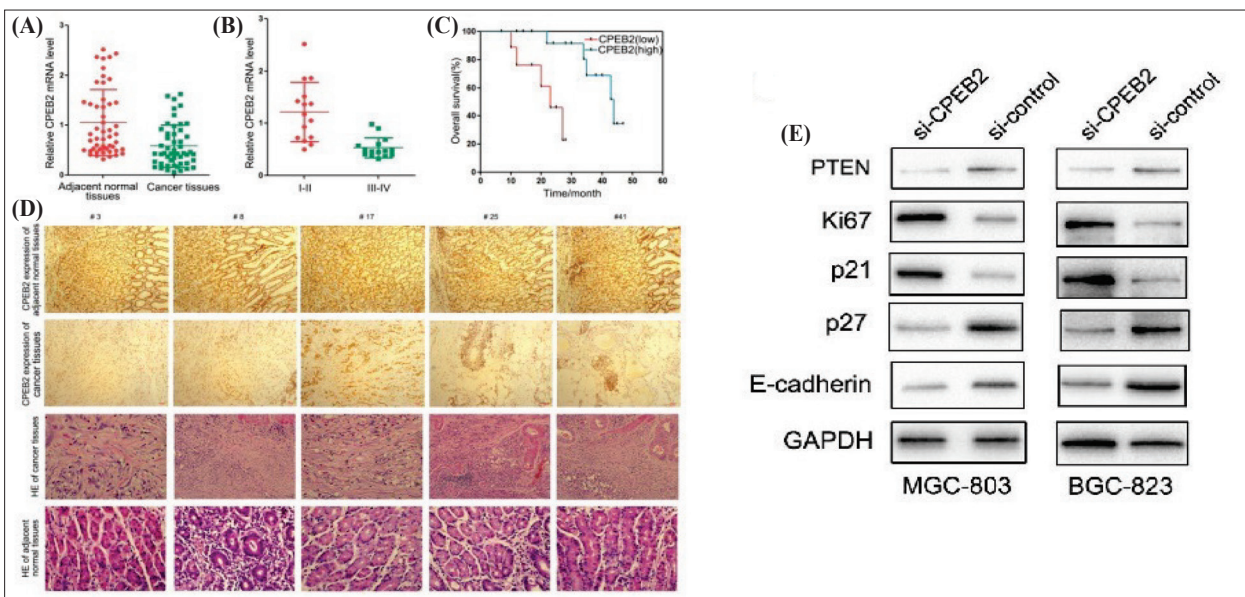 (A)
Relative CPEB2 mRNA level
3
2
1
0
Adjacent normal
tissues
Cancer tissues
(B)
Relative CPEB2 mRNA level
3
2
1
0
I-II
III-IV
(C)
Overall survival(%)
100
80
60
40
20
0
0
10
20
30
40
50
60
Time/month
CPEB2(low)
CPEB2(high)
(D)
# 3
# 8
# 17
# 25
#41
CPEB2 expression of
adjacent normal tissues
CPEB2 expression of
cancer tissues
HE of cancer tissues
HE of adjacent
normal tissues
(E)
si-CPEB2
si-control
si-CPEB2
si-control
PTEN
Ki67
p21
p27
E-cadherin
GAPDH
MGC-803
BGC-823